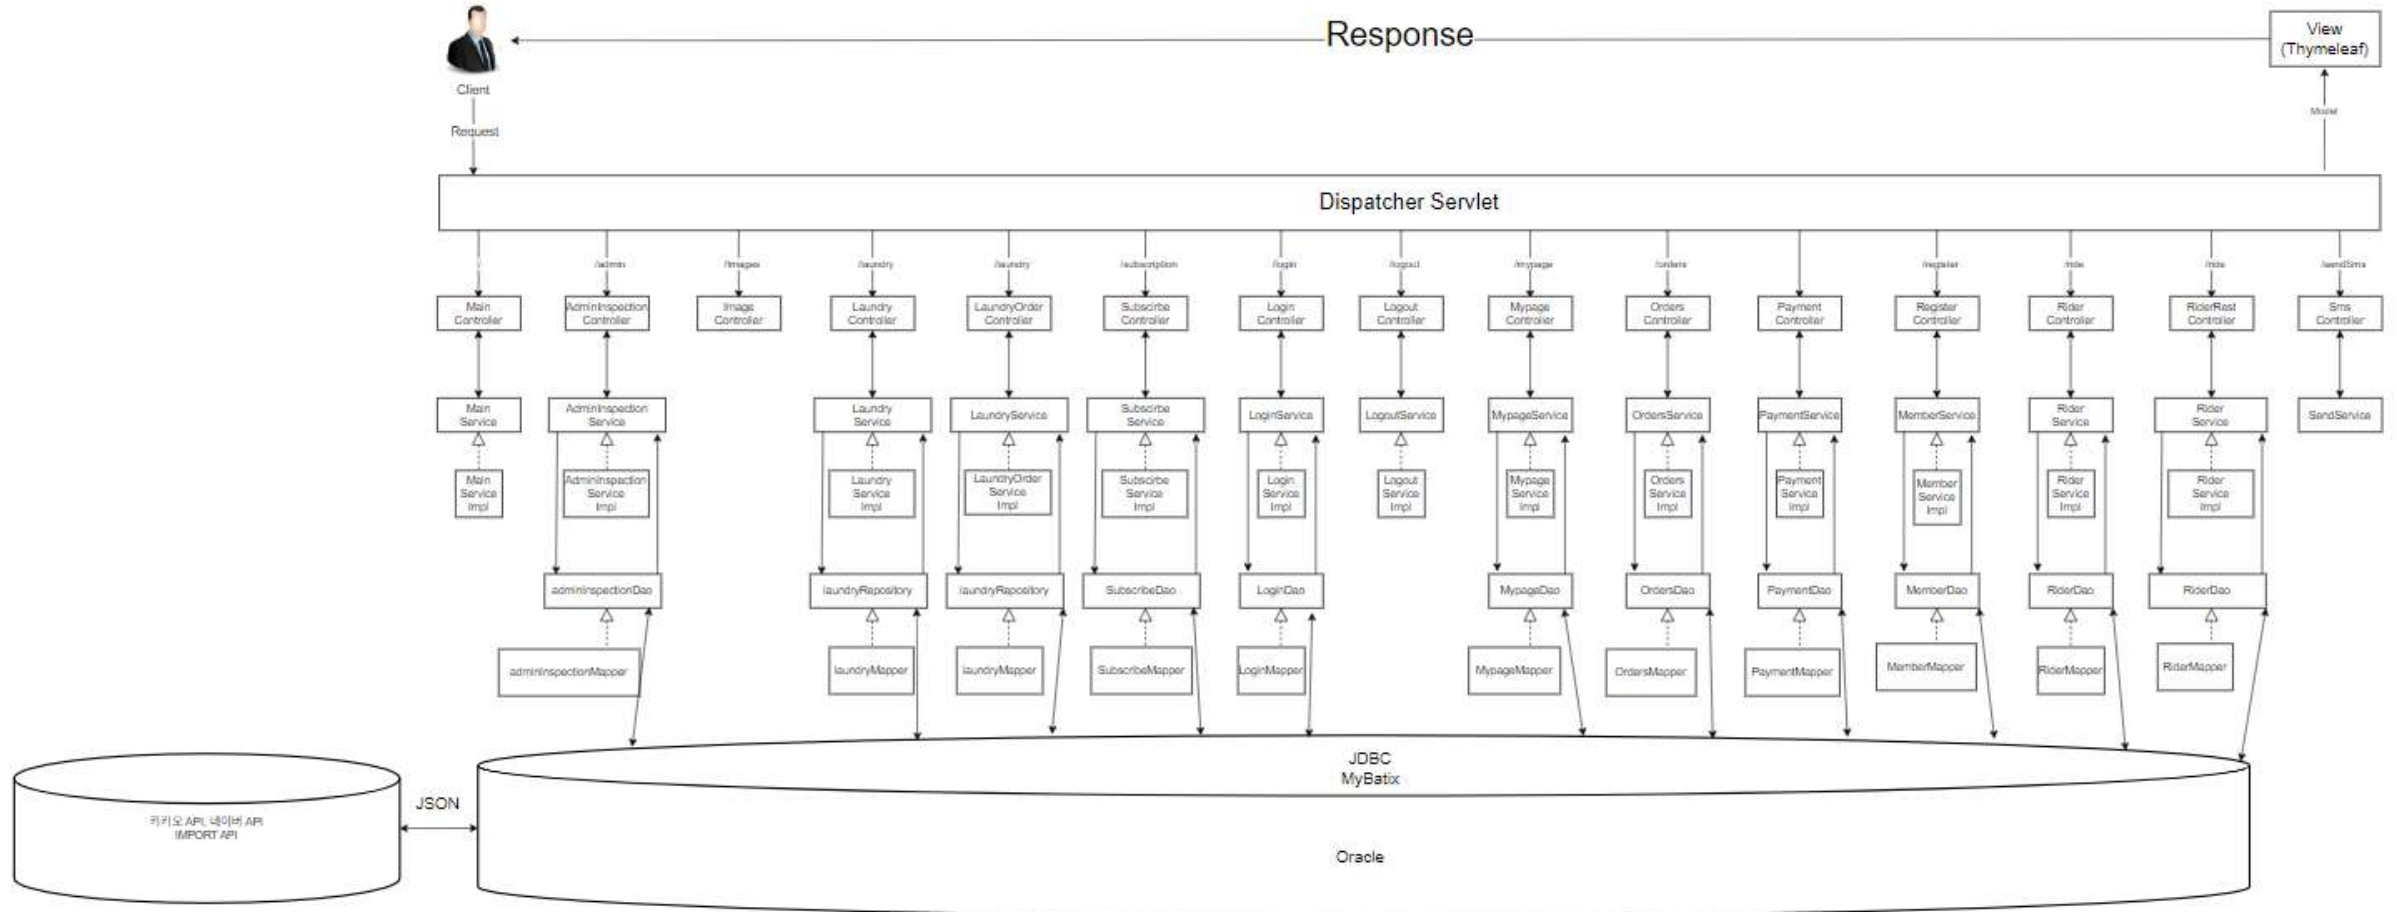 Response
View
(Thymeleaf)
Client
Request
Model
Dispatcher Servlet
/
/admin
/images
/laundry
/laundry
/subscription
/login
/logout
/mypage
/orders
/register
/ride
/ride
/sendSms
Main
Controller
AdminInspection
Controller
Image
Controller
Laundry
Controller
LaundryOrder
Controller
Subscirbe
Controller
Login
Controller
Logout
Controller
Mypage
Controller
Orders
Controller
Payment
Controller
Register
Controller
Rider
Controller
RiderRest
Controller
Sms
Controller
Main
Service
AdminInspection
Service
Laundry
Service
LaundryService
Subscirbe
Service
LoginService
LogoutService
MypageService
OrdersService
PaymentService
MemberService
Rider
Service
Rider
Service
SendService
Main
Service
Impl
AdminInspection
Service
Impl
Laundry
Service
Impl
LaundryOrder
Service
Impl
Subscirbe
Service
Impl
Login
Service
Impl
Logout
Service
Impl
Mypage
Service
Impl
Orders
Service
Impl
Payment
Service
Impl
Member
Service
Impl
Rider
Service
Impl
Rider
Service
Impl
adminInspectionDao
laundryRepository
laundryRepository
SubscribeDao
LoginDao
MypageDao
OrdersDao
PaymentDao
MemberDao
RiderDao
RiderDao
adminInspectionMapper
laundryMapper
laundryMapper
SubscribeMapper
LoginMapper
MypageMapper
OrdersMapper
PaymentMapper
MemberMapper
RiderMapper
RiderMapper
JDBC
MyBatix
JSON
카키오 API, 네이버 API
IMPORT API
Oracle